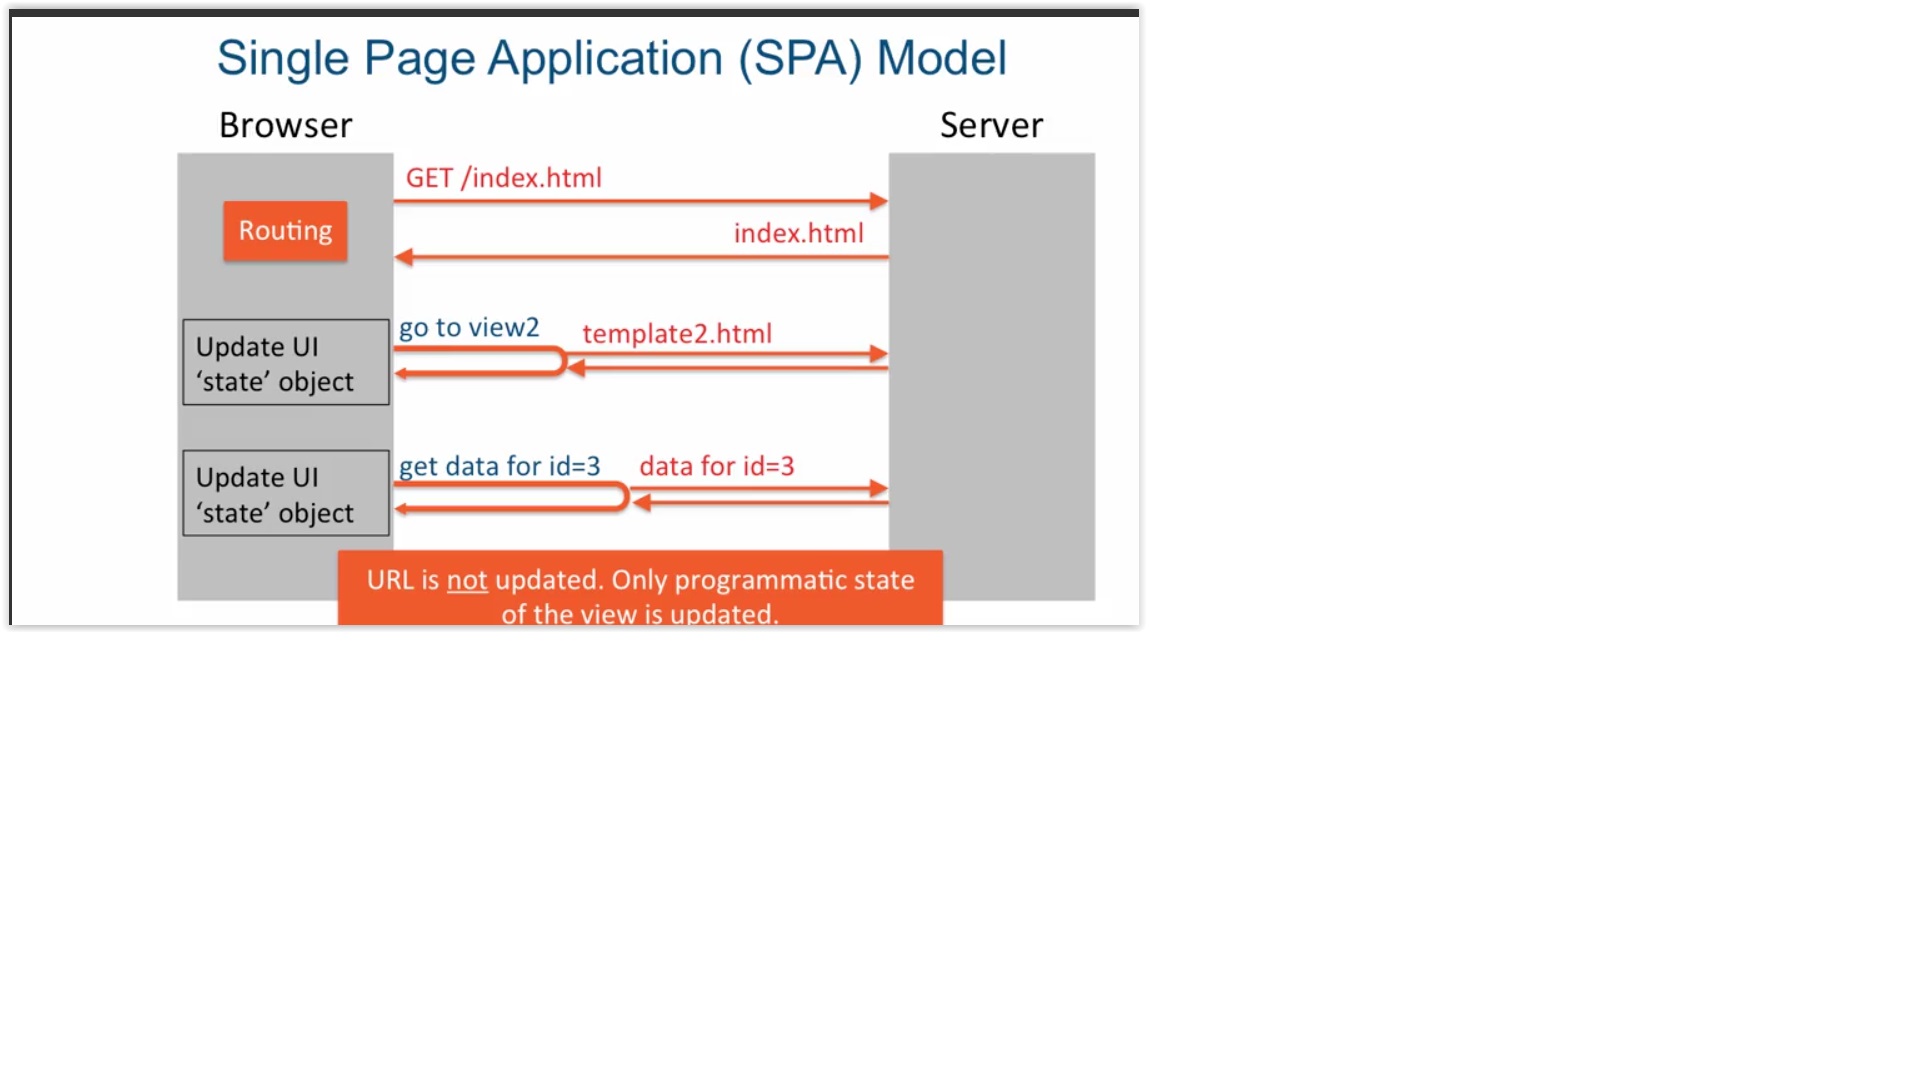 Single Page Application (SPA) Model
Browser
Server
GET /index.html
Routing
index.html
go to view2
template2.html
Update UI
‘state’ object
get data for id=3
data for id=3
Update UI
‘state’ object
URL is not updated. Only programmatic state
of the view is updated.